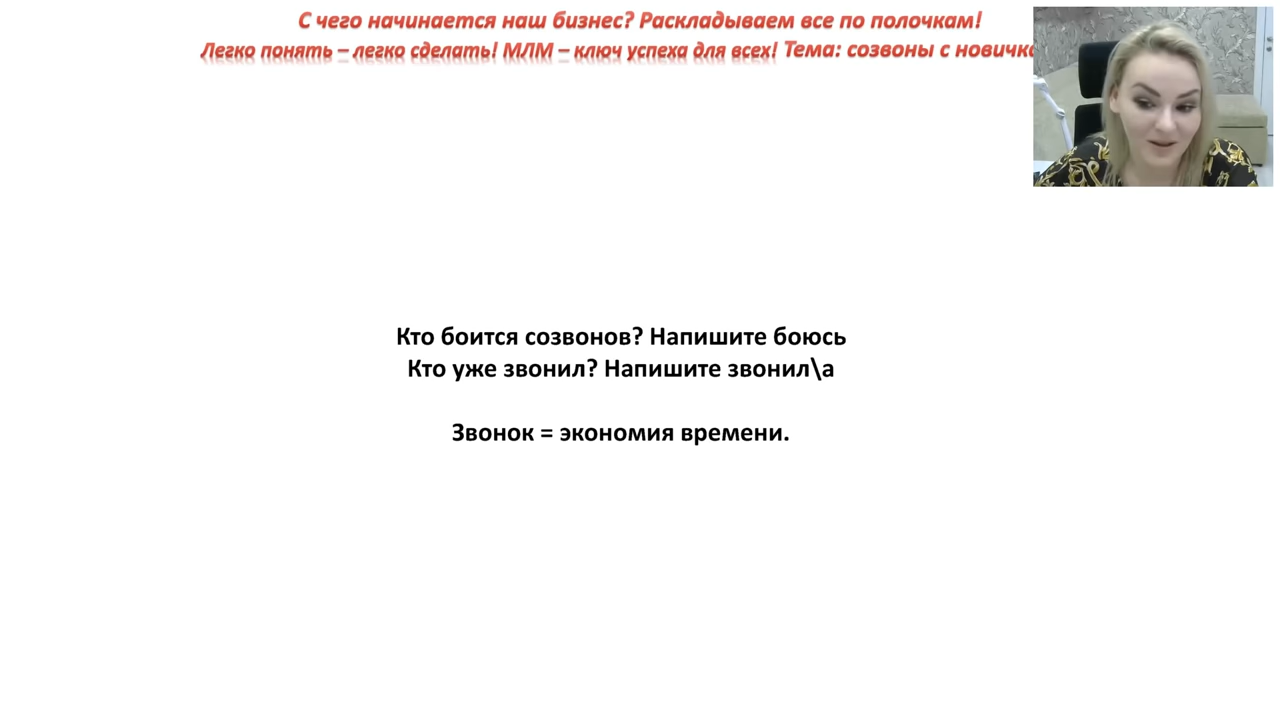 С чего начинается наш бизнес? Раскладываем все по полочкам!
Легко понять – легко сделать! МЛМ – ключ успеха для всех! Тема: созвоны с
Кто боится созвонов? Напишите боюсь
Кто уже звонил? Напишите звонил\а
Звонок = экономия времени.